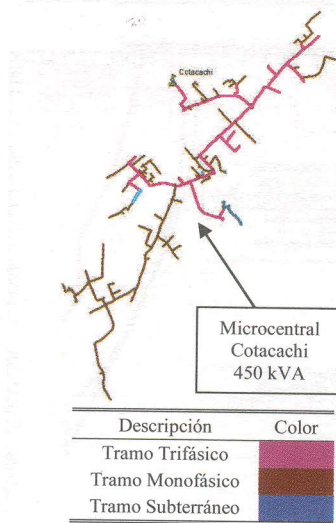 Cotacachi
Microcentral
Cotacachi
450 kVA
Descripción Color
Tramo Trifásico
Tramo Monofásico
Tramo Subterráneo